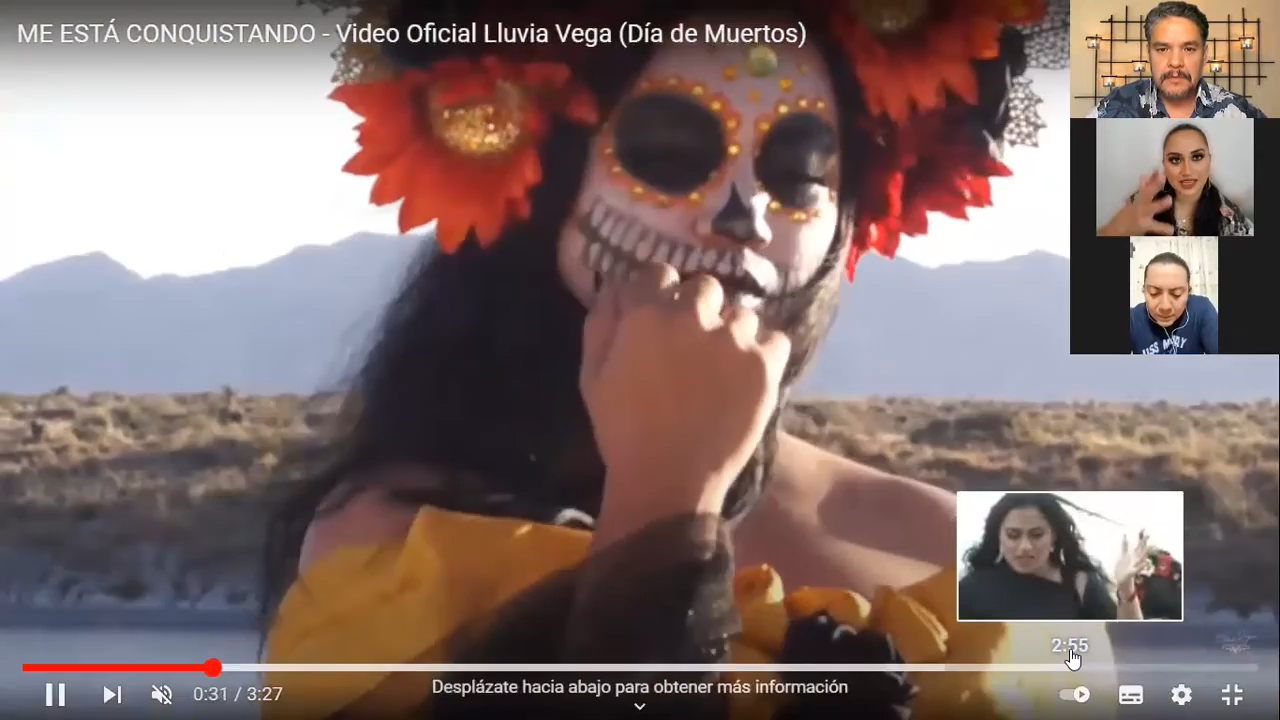 ME ESTÁ CONQUISTANDO - Video Oficial Lluvia Vega (Día de Muertos)
2:55
0:31 / 3:27
Desplázate hacia abajo para obtener más información